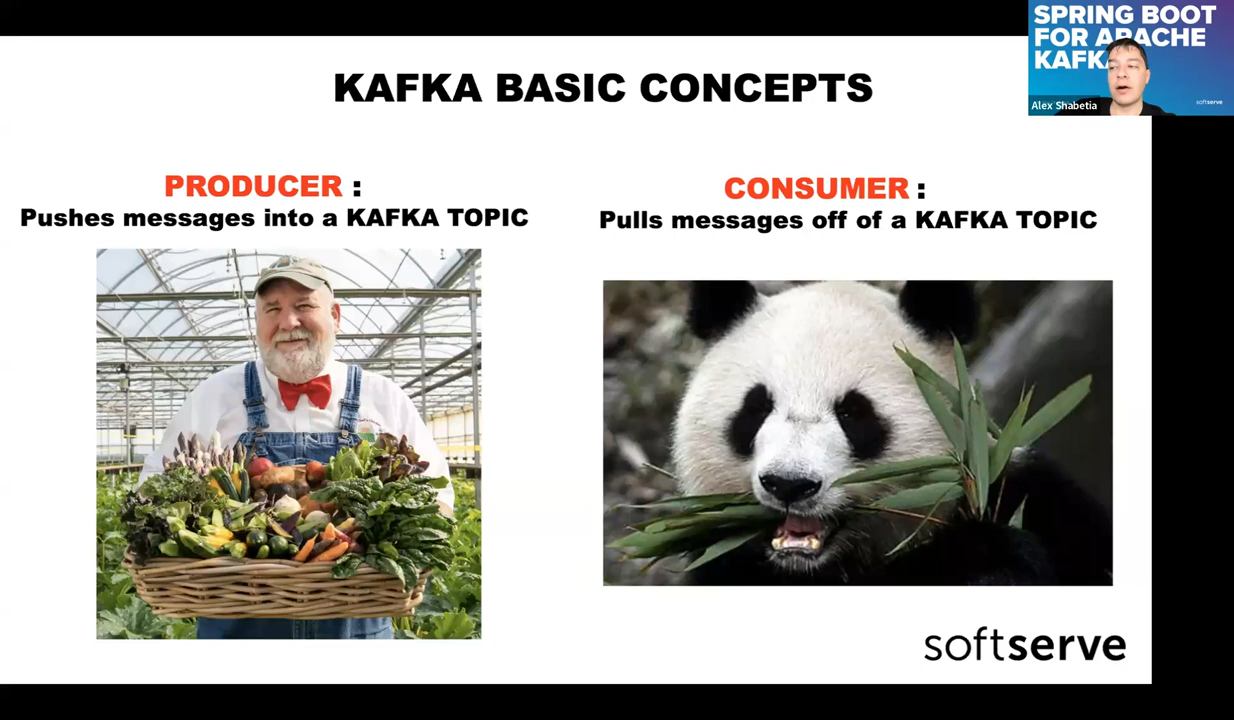 KAFKA BASIC CONCEPTS
PRODUCER :
Pushes messages into a KAFKA TOPIC
CONSUMER :
Pulls messages off of a KAFKA TOPIC
softserve
SPRING BOOT
FOR APACHE
KAFKA
Alex Shabetia
softserve